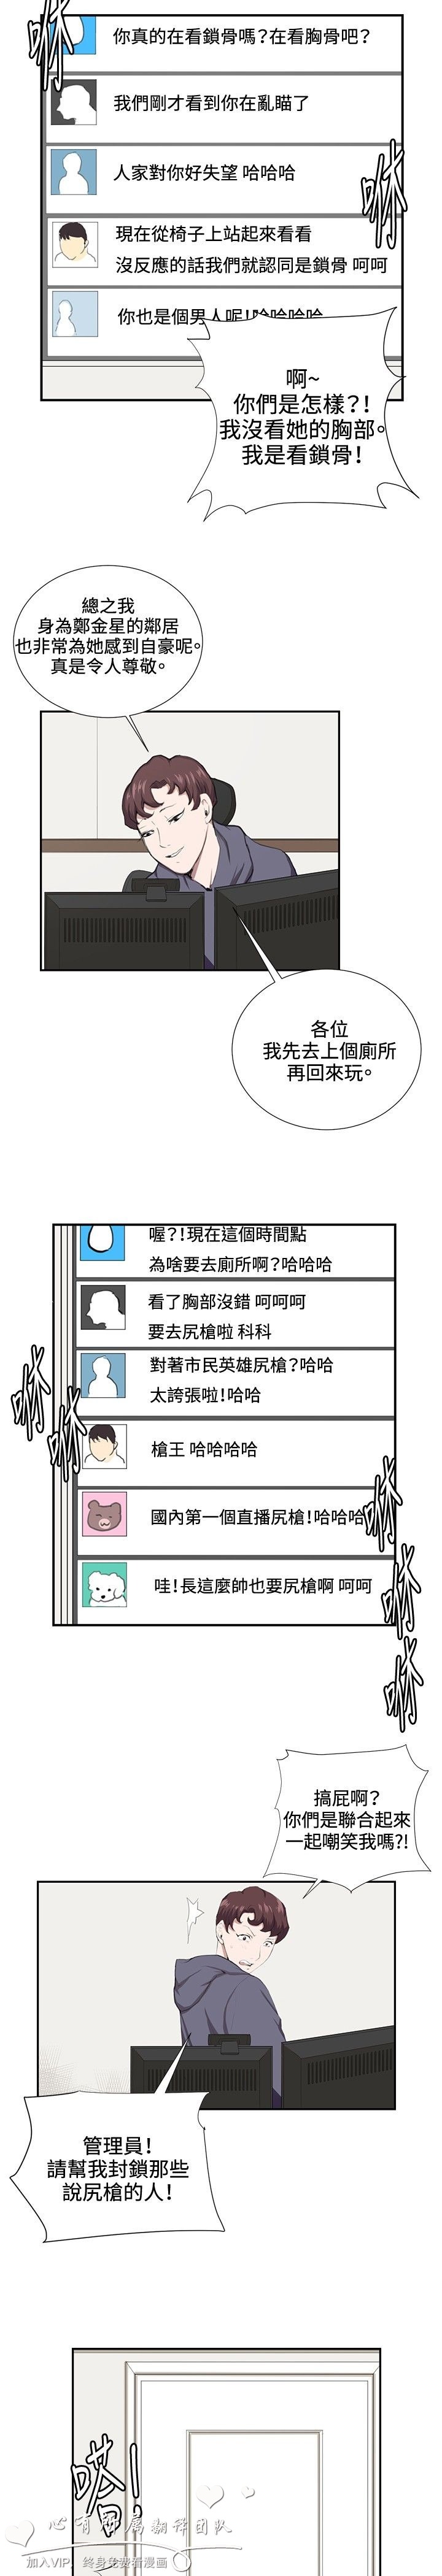 咻
你真的在看鎖骨嗎?在看胸骨吧?
我們剛才看到你在亂瞄了
人家對你好失望 哈哈哈
咻
現在從椅子上站起來看看
沒反應的話我們就認同是鎖骨 呵呵
你也是個男人呢!哈哈哈哈
啊~
你們是怎樣?!
我沒看她的胸部。
我是看鎖骨!
總之我
身為鄭金星的鄰居
也非常為她感到自豪呢。
真是令人尊敬。
各位
我先去上個廁所
再回來玩。
喔?!現在這個時間點
為啥要去廁所啊?哈哈哈
看了胸部沒錯 呵呵呵
要去尻槍啦 科科
對著市民英雄尻槍?哈哈
太誇張啦!哈哈
咻
咻
槍王 哈哈哈哈
國內第一個直播尻槍!哈哈哈
咻
哇!長這麼帥也要尻槍啊 呵呵
咻
咻
搞屁啊?
你們是聯合起來
一起嘲笑我嗎?!
管理員!
請幫我封鎖那些
說尻槍的人!
嗒!
心有所屬翻译团队
加入VIP，终身免费看漫画